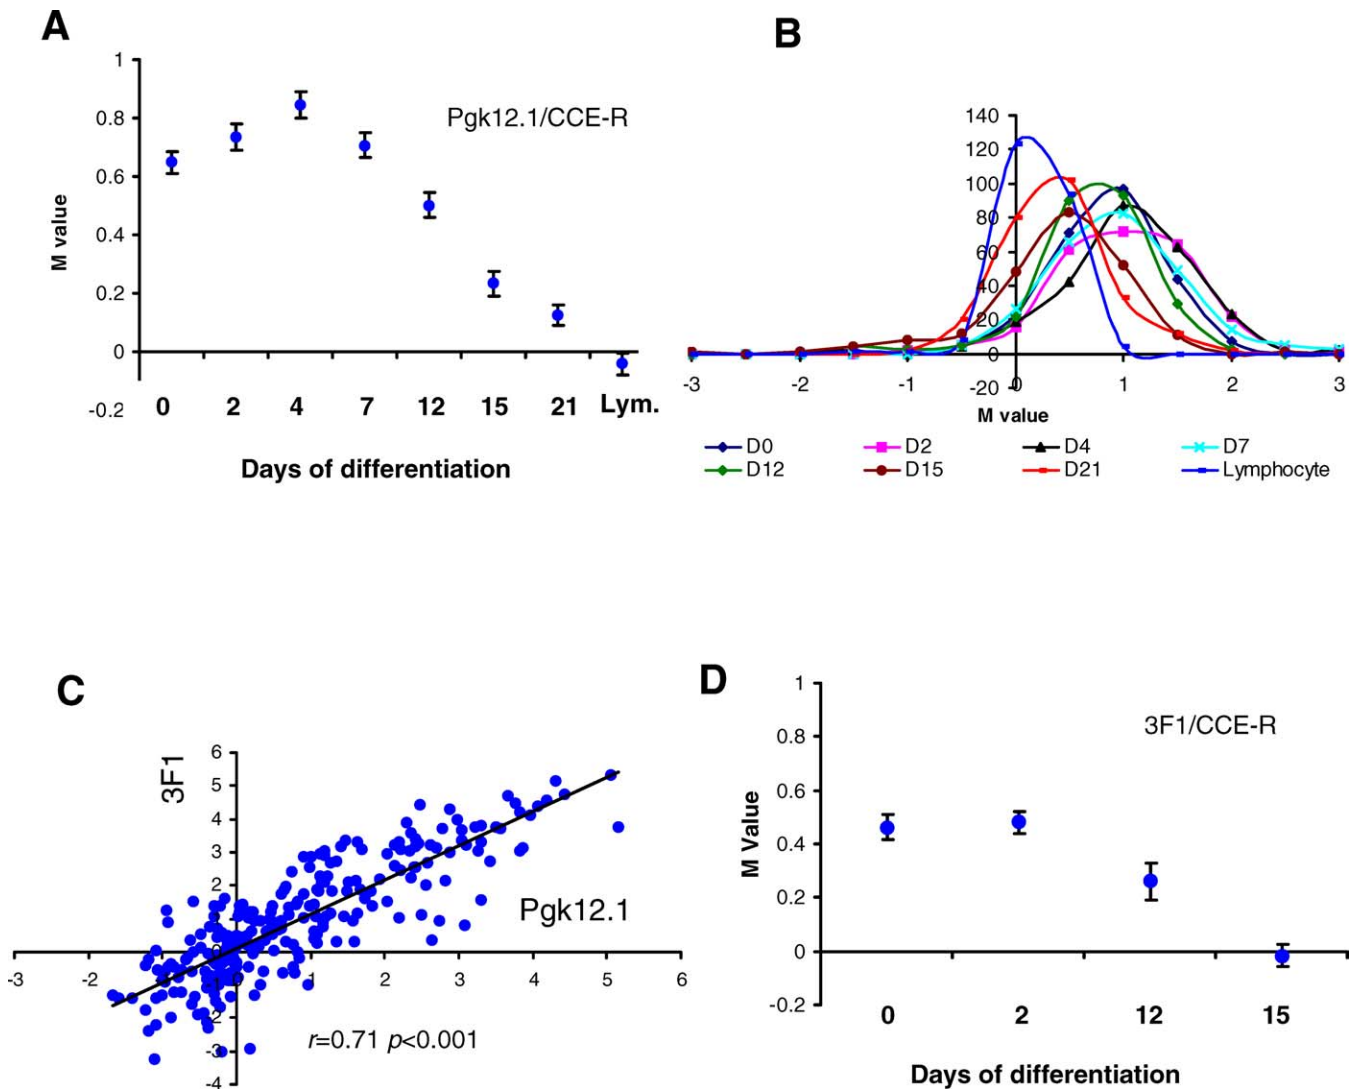 A
1
0.8
0.6
0.4
0.2
0
-0.2
M value
Pgk12.1/CCE-R
0 2 4 7 12 15 21 Lym.
Days of differentiation
B
140
120
100
80
60
40
20
0
-20
-3 -2 -1 0 1 2 3
M value
D0 D2 D4 D7
D12 D15 D21 Lymphocyte
C
3F1
6
5
4
3
2
1
0
-1
-2
-3
-4
-3 -2 -1 0 1 2 3 4 5 6
Pgk12.1
r=0.71 p<0.001
D
1
0.8
0.6
0.4
0.2
0
-0.2
M Value
3F1/CCE-R
0 2 12 15
Days of differentiation